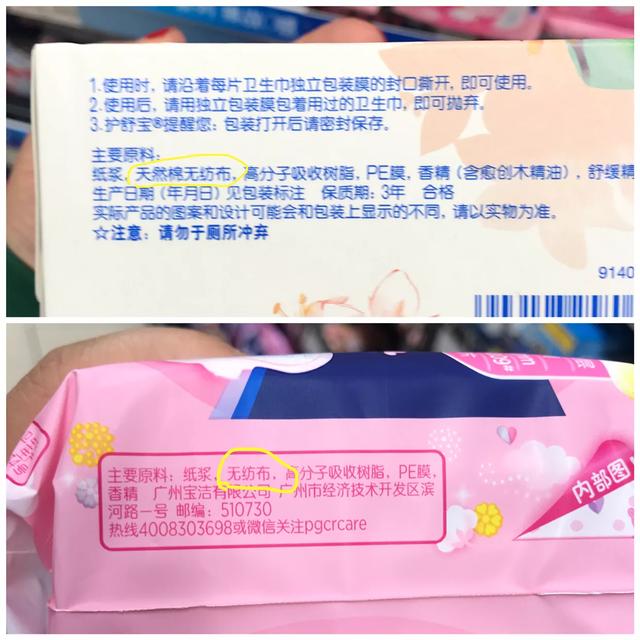 1.使用时，请沿着每片卫生巾独立包装膜的封口撕开，即可使用。
2.使用后，请用独立包装膜包着用过的卫生巾，即可抛弃。
3.护舒宝®提醒您：包装打开后请密封保存。
主要原料：
纸浆，天然棉无纺布，高分子吸收树脂，PE膜，香精（含愈创木精油），舒缓精
生产日期（年月日）见包装标注 保质期：3年 合格
实际产品的图案和设计可能会和包装上显示的不同，请以实物为准。
☆注意：请勿于厕所冲弃
9140
主要原料：纸浆，无纺布，高分子吸收树脂，PE膜，
香精 广州宝洁有限公司 广州市经济技术开发区滨
河路一号 邮编：510730
热线4008303698或微信关注pgcrcare
内部图